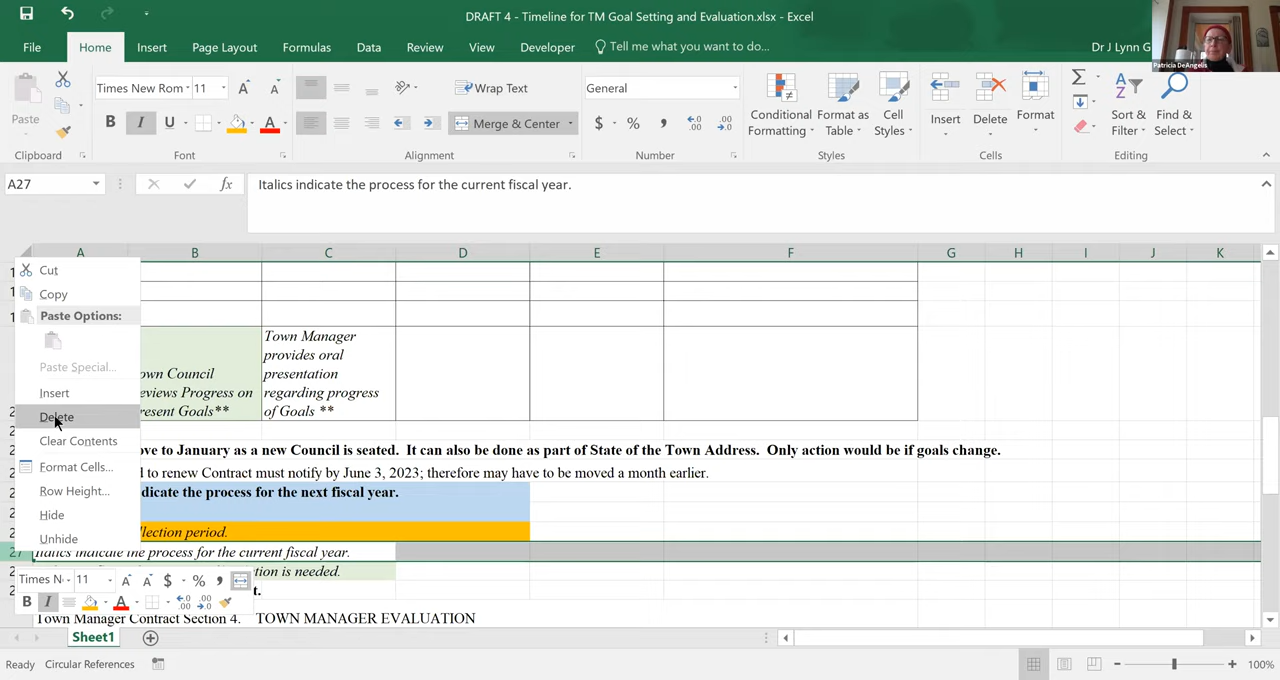 DRAFT 4 - Timeline for TM Goal Setting and Evaluation.xlsx - Excel
File Home Insert Page Layout Formulas Data Review View Developer Tell me what you want to do... Dr J Lynn G
Patricia DeAngelis
Paste
Clipboard
Times New Rom 11
B I U A
Font
Wrap Text
Merge & Center
Alignment
General
$ %
Number
Conditional Formatting
Format as Table
Cell Styles
Styles
Insert
Delete
Format
Cells
Sort & Filter
Find & Select
Editing
A27 fx Italics indicate the process for the current fiscal year.
A B C D E F G H I J K
Cut
Copy
Paste Options:
Paste Special...
Insert
Delete
Clear Contents
Format Cells...
Row Height...
Hide
Unhide
own Council
eviews Progress on
resent Goals**
Town Manager
provides oral
presentation
regarding progress
of Goals **
ove to January as a new Council is seated. It can also be done as part of State of the Town Address. Only action would be if goals change.
d to renew Contract must notify by June 3, 2023; therefore may have to be moved a month earlier.
dicate the process for the next fiscal year.
llection period.
27 Italics indicate the process for the current fiscal year.
tion is needed.
t.
Times N 11 $ %
B I A
Town Manager Contract Section 4. TOWN MANAGER EVALUATION
Sheet1
Ready Circular References 100%